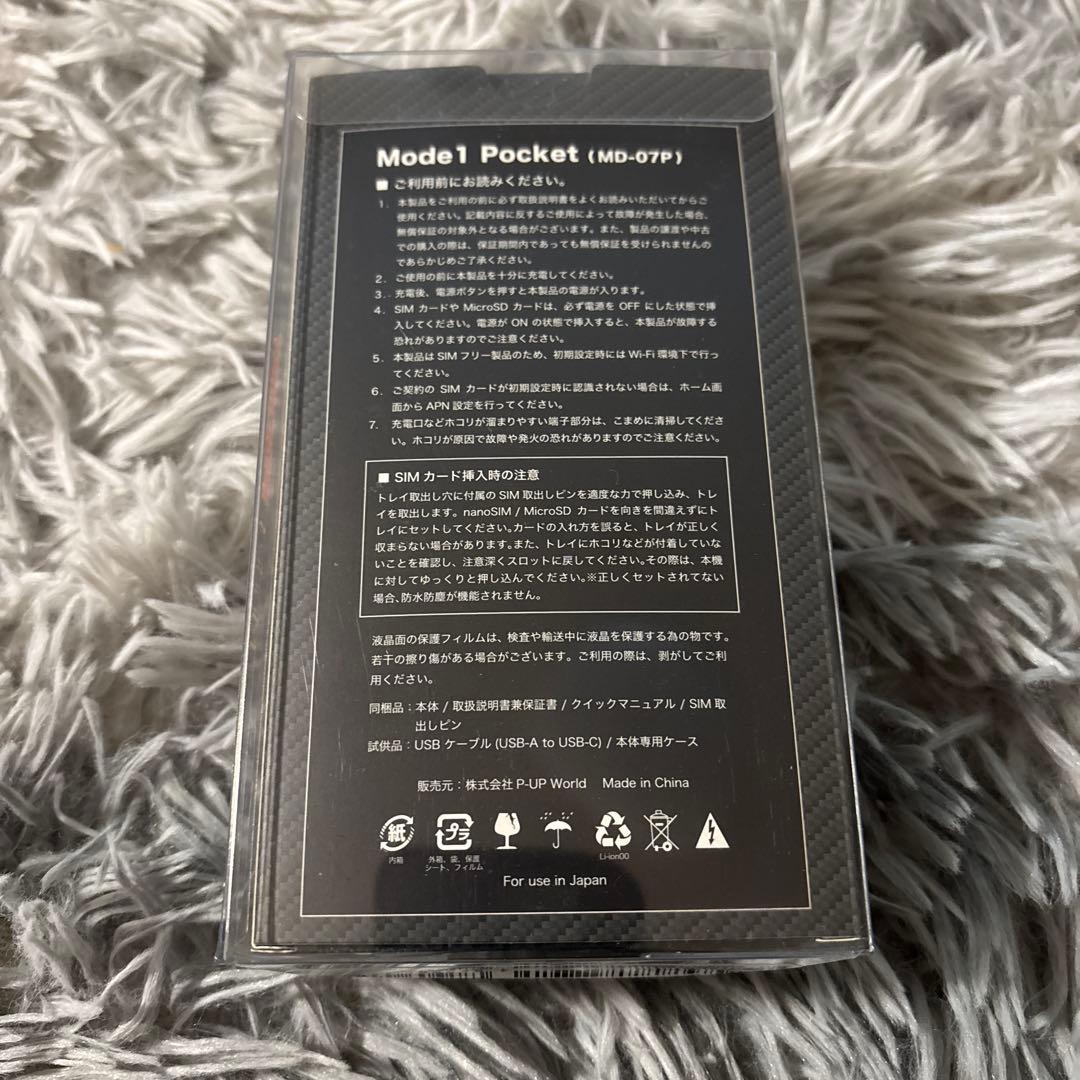 Mode1 Pocket (MD-07P)
■ ご利用前にお読みください。
1. 本製品をご利用の前に必ず取扱説明書をよくお読みいただいてからご
使用ください。記載内容に反するご使用によって故障が発生した場合、
無償保証の対象外となる場合がございます。また、製品の譲渡や中古
での購入の際は、保証期間内であっても無償保証を受けられませんの
であらかじめご了承ください。
2. ご使用の前に本製品を十分に充電してください。
3. 充電後、電源ボタンを押すと本製品の電源が入ります。
4. SIM カードや MicroSD カードは、必ず電源を OFF にした状態で挿
入してください。電源が ON の状態で挿入すると、本製品が故障する
恐れがありますのでご注意ください。
5. 本製品は SIM フリー製品のため、初期設定時には Wi-Fi 環境下で行っ
てください。
6. ご契約の SIM カードが初期設定時に認識されない場合は、ホーム画
面から APN 設定を行ってください。
7. 充電口などホコリが溜まりやすい端子部分は、こまめに清掃してくださ
い。ホコリが原因で故障や発火の恐れがありますのでご注意ください。
■ SIM カード挿入時の注意
トレイ取出し穴に付属の SIM 取出しピンを適度な力で押し込み、トレ
イを取出します。nanoSIM / MicroSD カードを向きを間違えずにト
レイにセットしてください。カードの入れ方を誤ると、トレイが正しく
収まらない場合があります。また、トレイにホコリなどが付着していな
いことを確認し、注意深くスロットに戻してください。その際は、本機
に対してゆっくりと押し込んでください。※正しくセットされてない
場合、防水防塵が機能されません。
液晶面の保護フィルムは、検査や輸送中に液晶を保護する為の物です。
若干の擦り傷がある場合がございます。ご利用の際は、剥がしてご利
用ください。
同梱品：本体 / 取扱説明書兼保証書 / クイックマニュアル / SIM 取
出しピン
試供品：USB ケーブル (USB-A to USB-C) / 本体専用ケース
販売元：株式会社 P-UP World Made in China
紙 プラ
内箱 外箱、袋、保護 Li-ion00
シート、フィルム
For use in Japan